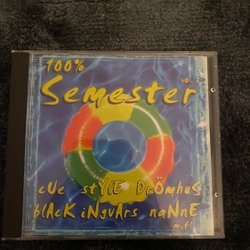 100%
Semester
vol. 2
cUe stYlE DRÖmhuS
blAcK iNgvArs naNnE
m.fl